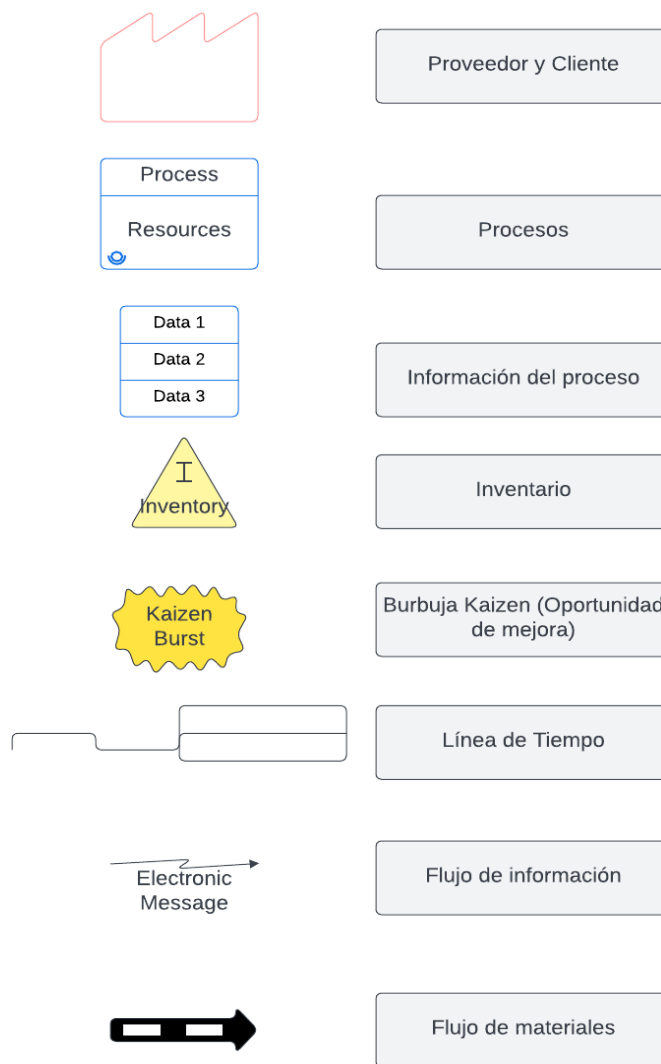 Proveedor y Cliente
Process
Resources
Procesos
Data 1
Data 2
Data 3
Información del proceso
I
Inventory
Inventario
Kaizen
Burst
Burbuja Kaizen (Oportunidad
de mejora)
Línea de Tiempo
Electronic
Message
Flujo de información
Flujo de materiales